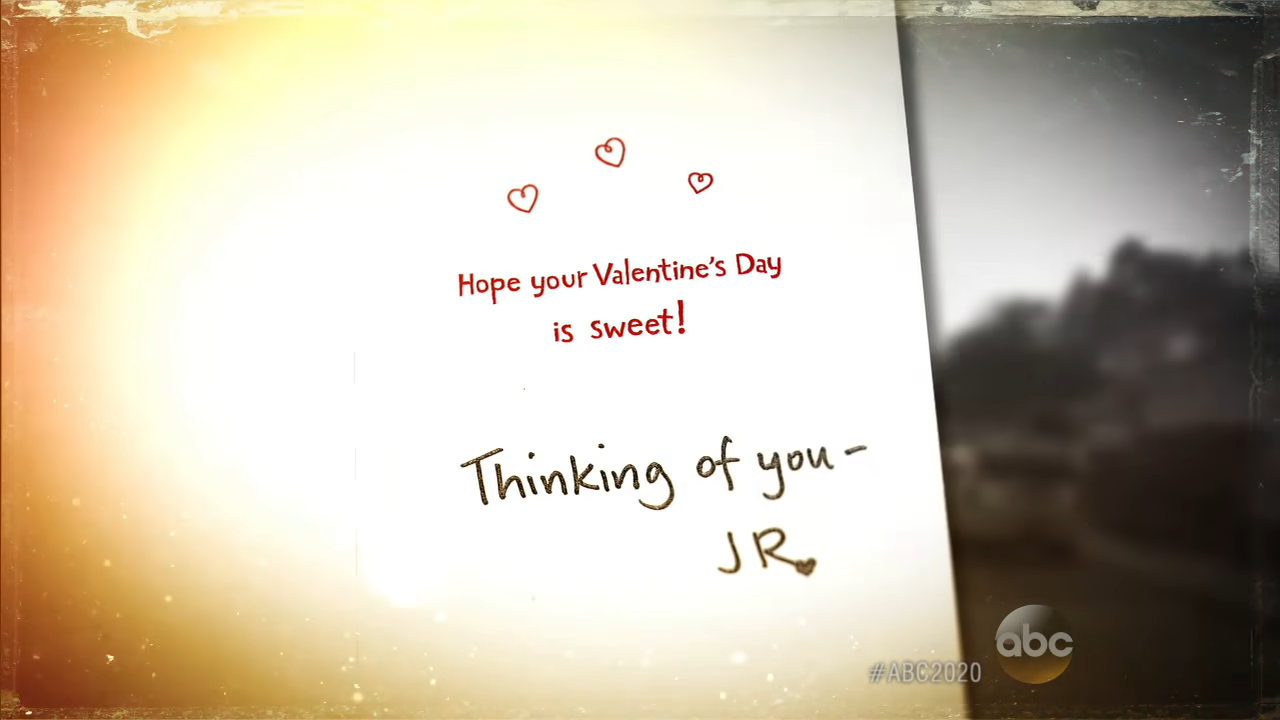 Hope your Valentine's Day
is sweet!
Thinking of you-
JR
#ABC2020
abc